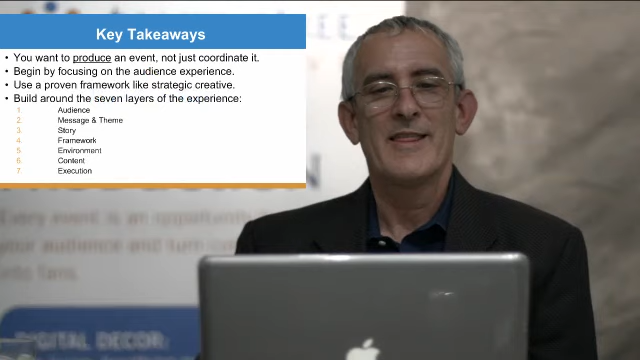 Key Takeaways
• You want to produce an event, not just coordinate it.
• Begin by focusing on the audience experience.
• Use a proven framework like strategic creative.
• Build around the seven layers of the experience:
1. Audience
2. Message & Theme
3. Story
4. Framework
5. Environment
6. Content
7. Execution
Every event is an opportunity
your audience and turn
into fans.
DIGITAL DECOR: